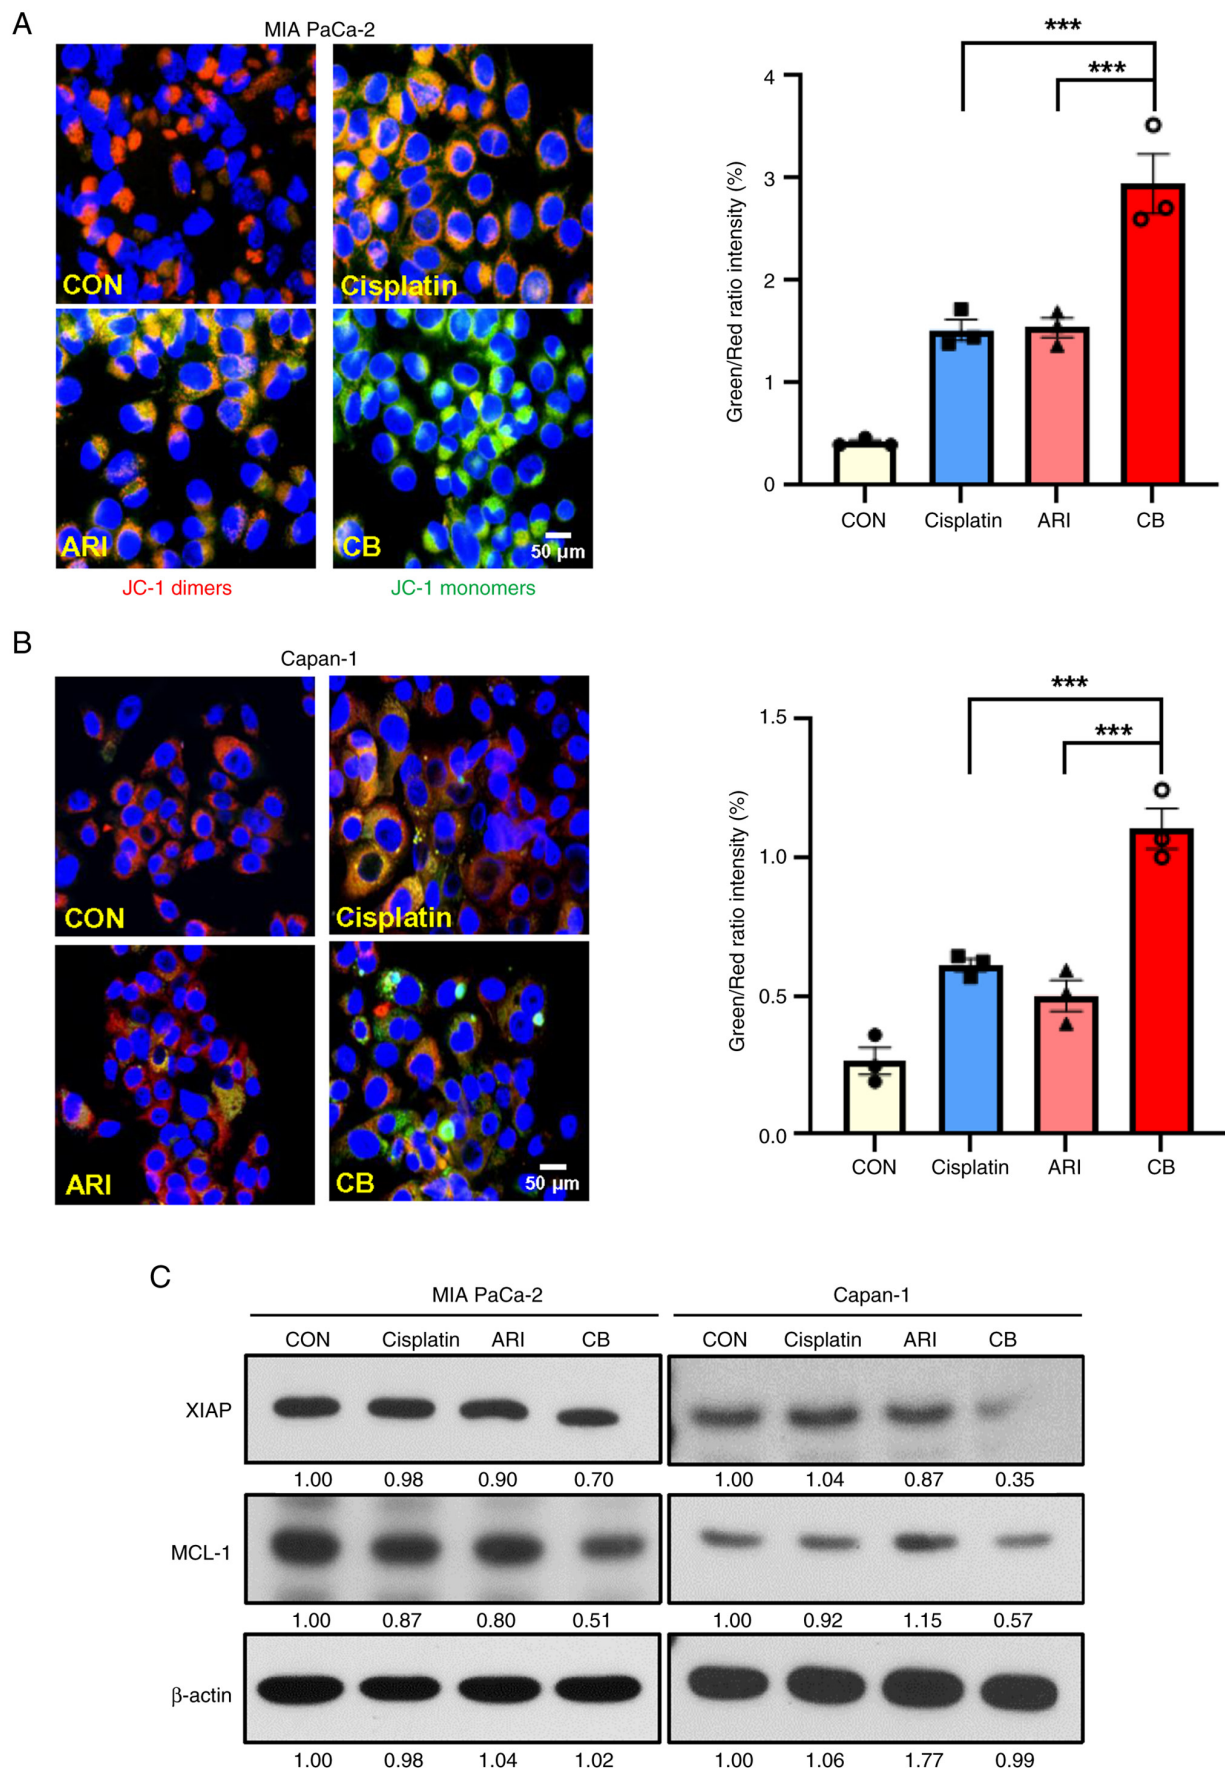 A
MIA PaCa-2
CON
Cisplatin
ARI
CB
50 µm
JC-1 dimers
JC-1 monomers
***
***
Green/Red ratio intensity (%)
4
3
2
1
0
CON Cisplatin ARI CB
B
Capan-1
CON
Cisplatin
ARI
CB
50 µm
***
***
Green/Red ratio intensity (%)
1.5
1.0
0.5
0.0
CON Cisplatin ARI CB
C
MIA PaCa-2 Capan-1
CON Cisplatin ARI CB CON Cisplatin ARI CB
XIAP
1.00 0.98 0.90 0.70 1.00 1.04 0.87 0.35
MCL-1
1.00 0.87 0.80 0.51 1.00 0.92 1.15 0.57
β-actin
1.00 0.98 1.04 1.02 1.00 1.06 1.77 0.99